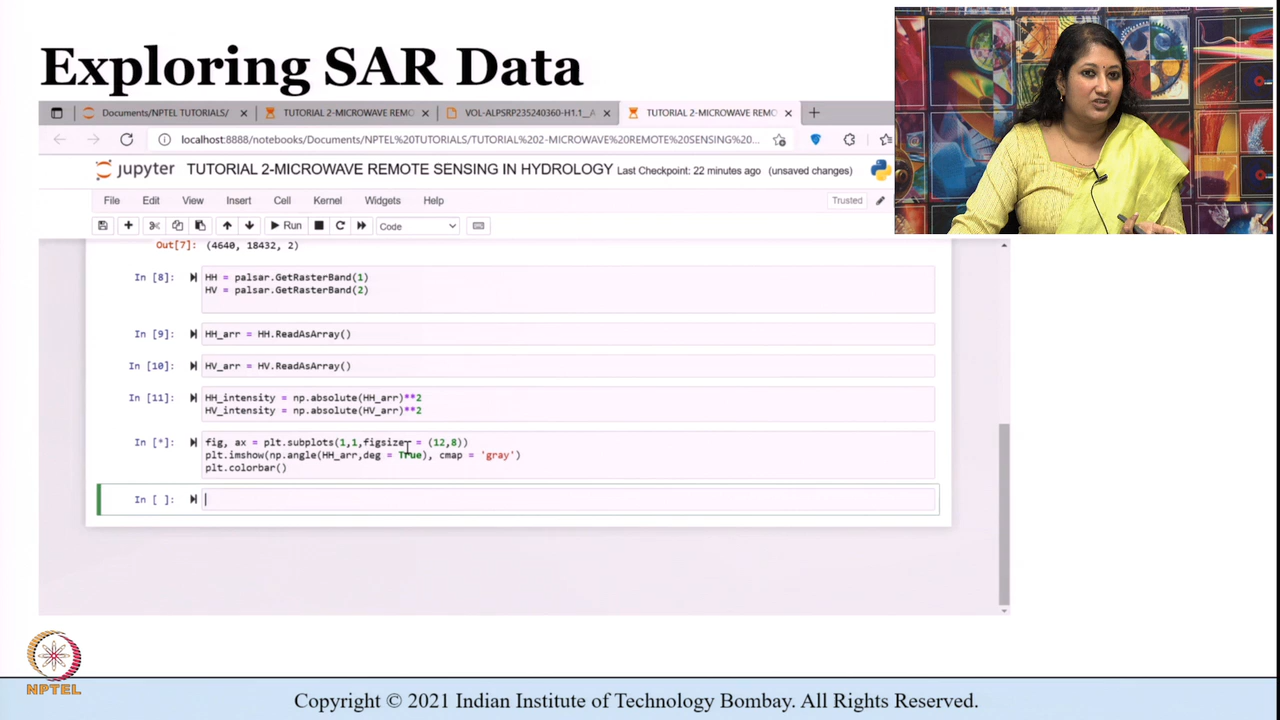 Exploring SAR Data
Documents/NPTEL TUTORIALS/
TUTORIAL 2-MICROWAVE REMO
VOL-ALPSRP235240360-H1.1__A
TUTORIAL 2-MICROWAVE REMO
localhost:8888/notebooks/Documents/NPTEL%20TUTORIALS/TUTORIAL%202-MICROWAVE%20REMOTE%20SENSING%20IN%20HYDROLOGY...
jupyter TUTORIAL 2-MICROWAVE REMOTE SENSING IN HYDROLOGY Last Checkpoint: 22 minutes ago (unsaved changes)
File Edit View Insert Cell Kernel Widgets Help Trusted
Run Code
Out[7]: (4640, 18432, 2)
In [8]: HH = palsar.GetRasterBand(1)
HV = palsar.GetRasterBand(2)
In [9]: HH_arr = HH.ReadAsArray()
In [10]: HV_arr = HV.ReadAsArray()
In [11]: HH_intensity = np.absolute(HH_arr)**2
HV_intensity = np.absolute(HV_arr)**2
In [*]: fig, ax = plt.subplots(1,1,figsize = (12,8))
plt.imshow(np.angle(HH_arr,deg = True), cmap = 'gray')
plt.colorbar()
In [ ]:
NPTEL
Copyright © 2021 Indian Institute of Technology Bombay. All Rights Reserved.